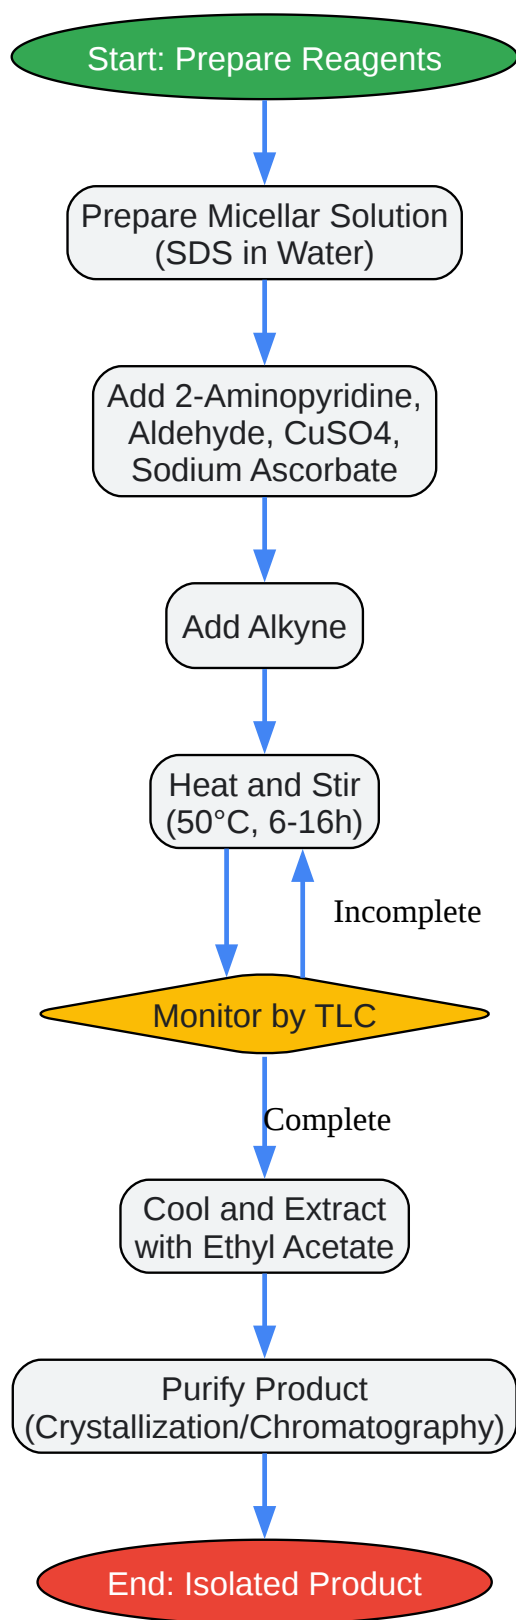 Start: Prepare Reagents
Prepare Micellar Solution
(SDS in Water)
Add 2-Aminopyridine,
Aldehyde, CuSO4,
Sodium Ascorbate
Add Alkyne
Heat and Stir
(50°C, 6-16h)
Incomplete
Monitor by TLC
Complete
Cool and Extract
with Ethyl Acetate
Purify Product
(Crystallization/Chromatography)
End: Isolated Product